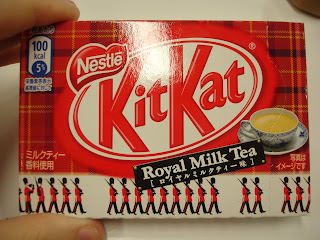 100
kcal
Nestlé
KitKat
Royal Milk Tea
[ロイヤルミルクティー味]
ミルクティー
香料使用
写真は
イメージです